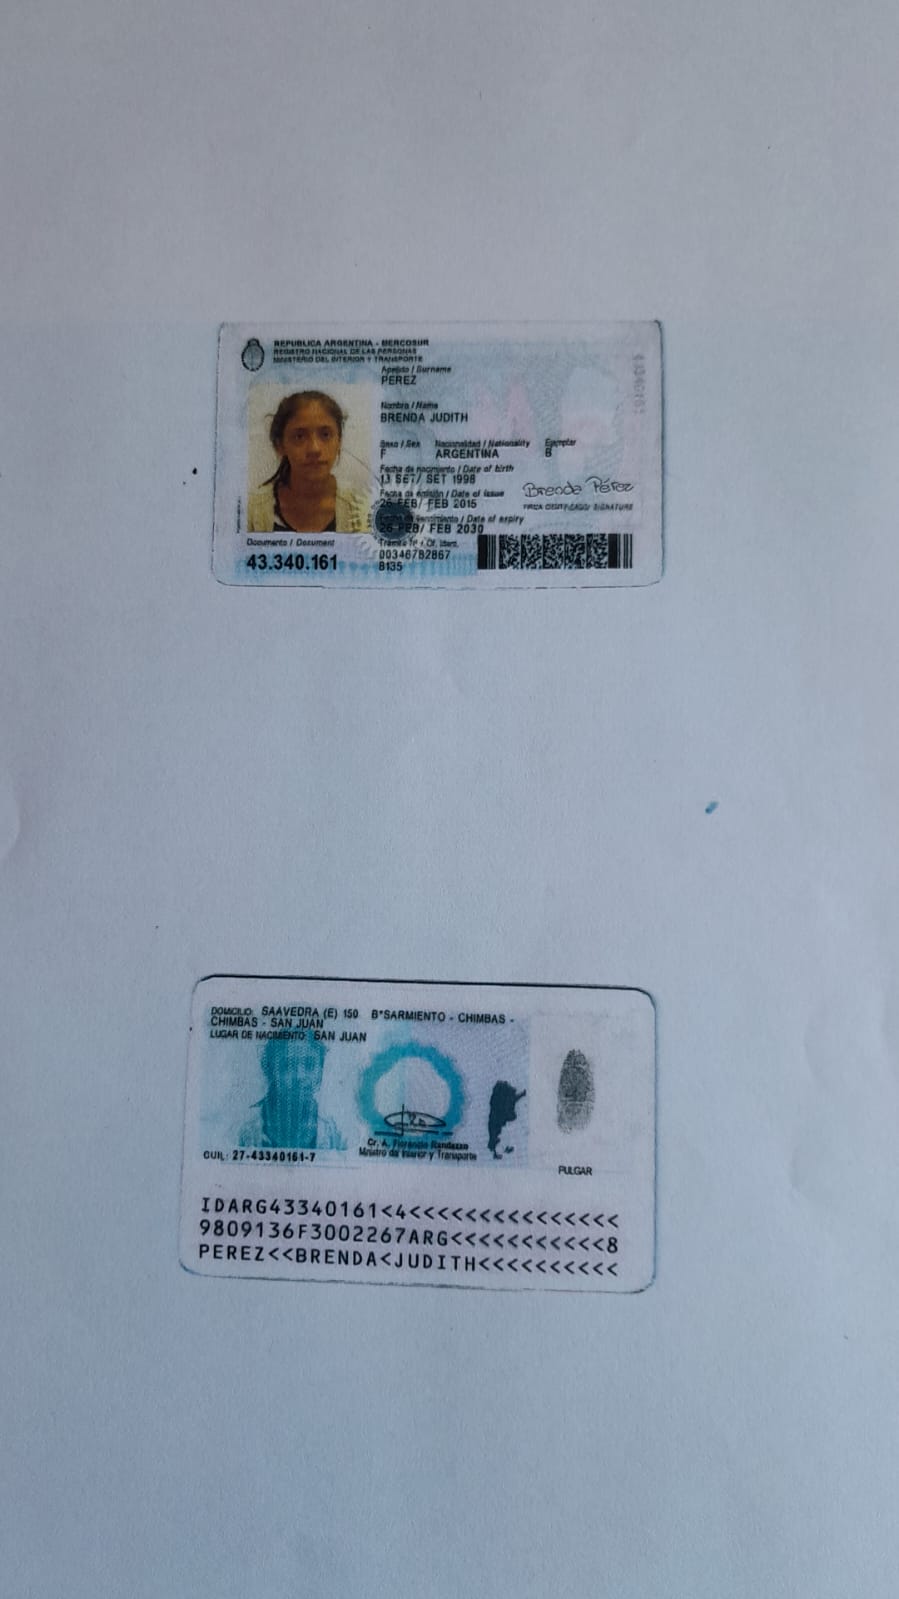 REPUBLICA ARGENTINA - MERCOSUR
REGISTRO NACIONAL DE LAS PERSONAS
MINISTERIO DEL INTERIOR Y TRANSPORTE
Apellido / Surname
PEREZ
Nombre / Name
BRENDA JUDITH
Sexo / Sex Nacionalidad / Nationality Ejemplar
F ARGENTINA B
Fecha de nacimiento / Date of birth
13 SET/ SET 1998
Fecha de emisión / Date of issue
26 FEB/ FEB 2015
Fecha de vencimiento / Date of expiry
26 FEB/ FEB 2030
Brenda Pérez
FIRMA IDENTIFICADO/ SIGNATURE
Documento / Document
43.340.161
Trámite Nº / Of. Ident.
00346782867
8135
DOMICILIO: SAAVEDRA (E) 150 Bº SARMIENTO - CHIMBAS -
CHIMBAS - SAN JUAN
LUGAR DE NACIMIENTO: SAN JUAN
CUIL: 27-43340161-7
Cr. A. Florencio Randazzo
Ministro del Interior y Transporte
PULGAR
IDARG43340161<4<<<<<<<<<<<<<<<
9809136F3002267ARG<<<<<<<<<<<8
PEREZ<<BRENDA<JUDITH<<<<<<<<<<